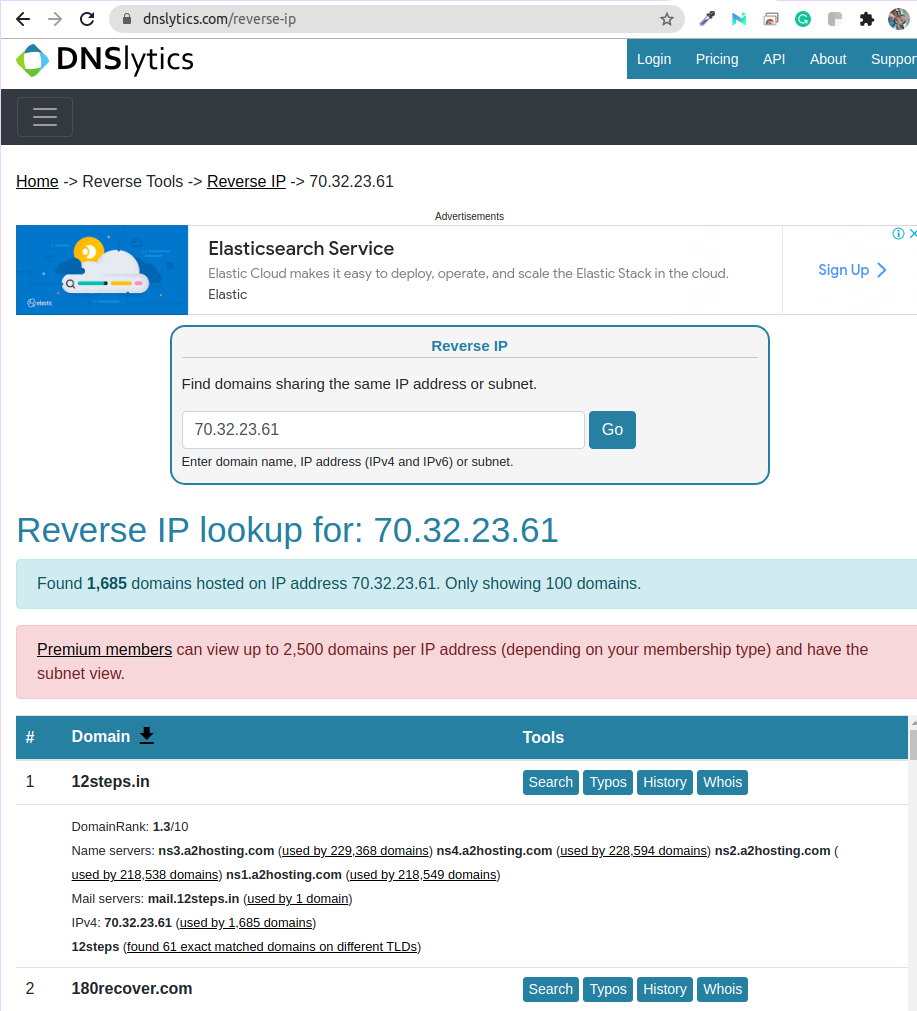 dnslytics.com/reverse-ip
DNSlytics
Login Pricing API About Suppor
Home -> Reverse Tools -> Reverse IP -> 70.32.23.61
Advertisements
Elasticsearch Service
Elastic Cloud makes it easy to deploy, operate, and scale the Elastic Stack in the cloud.
Elastic
Sign Up
elastic
Reverse IP
Find domains sharing the same IP address or subnet.
70.32.23.61 Go
Enter domain name, IP address (IPv4 and IPv6) or subnet.
Reverse IP lookup for: 70.32.23.61
Found 1,685 domains hosted on IP address 70.32.23.61. Only showing 100 domains.
Premium members can view up to 2,500 domains per IP address (depending on your membership type) and have the
subnet view.
# Domain Tools
1 12steps.in Search Typos History Whois
DomainRank: 1.3/10
Name servers: ns3.a2hosting.com (used by 229,368 domains) ns4.a2hosting.com (used by 228,594 domains) ns2.a2hosting.com (
used by 218,538 domains) ns1.a2hosting.com (used by 218,549 domains)
Mail servers: mail.12steps.in (used by 1 domain)
IPv4: 70.32.23.61 (used by 1,685 domains)
12steps (found 61 exact matched domains on different TLDs)
2 180recover.com Search Typos History Whois